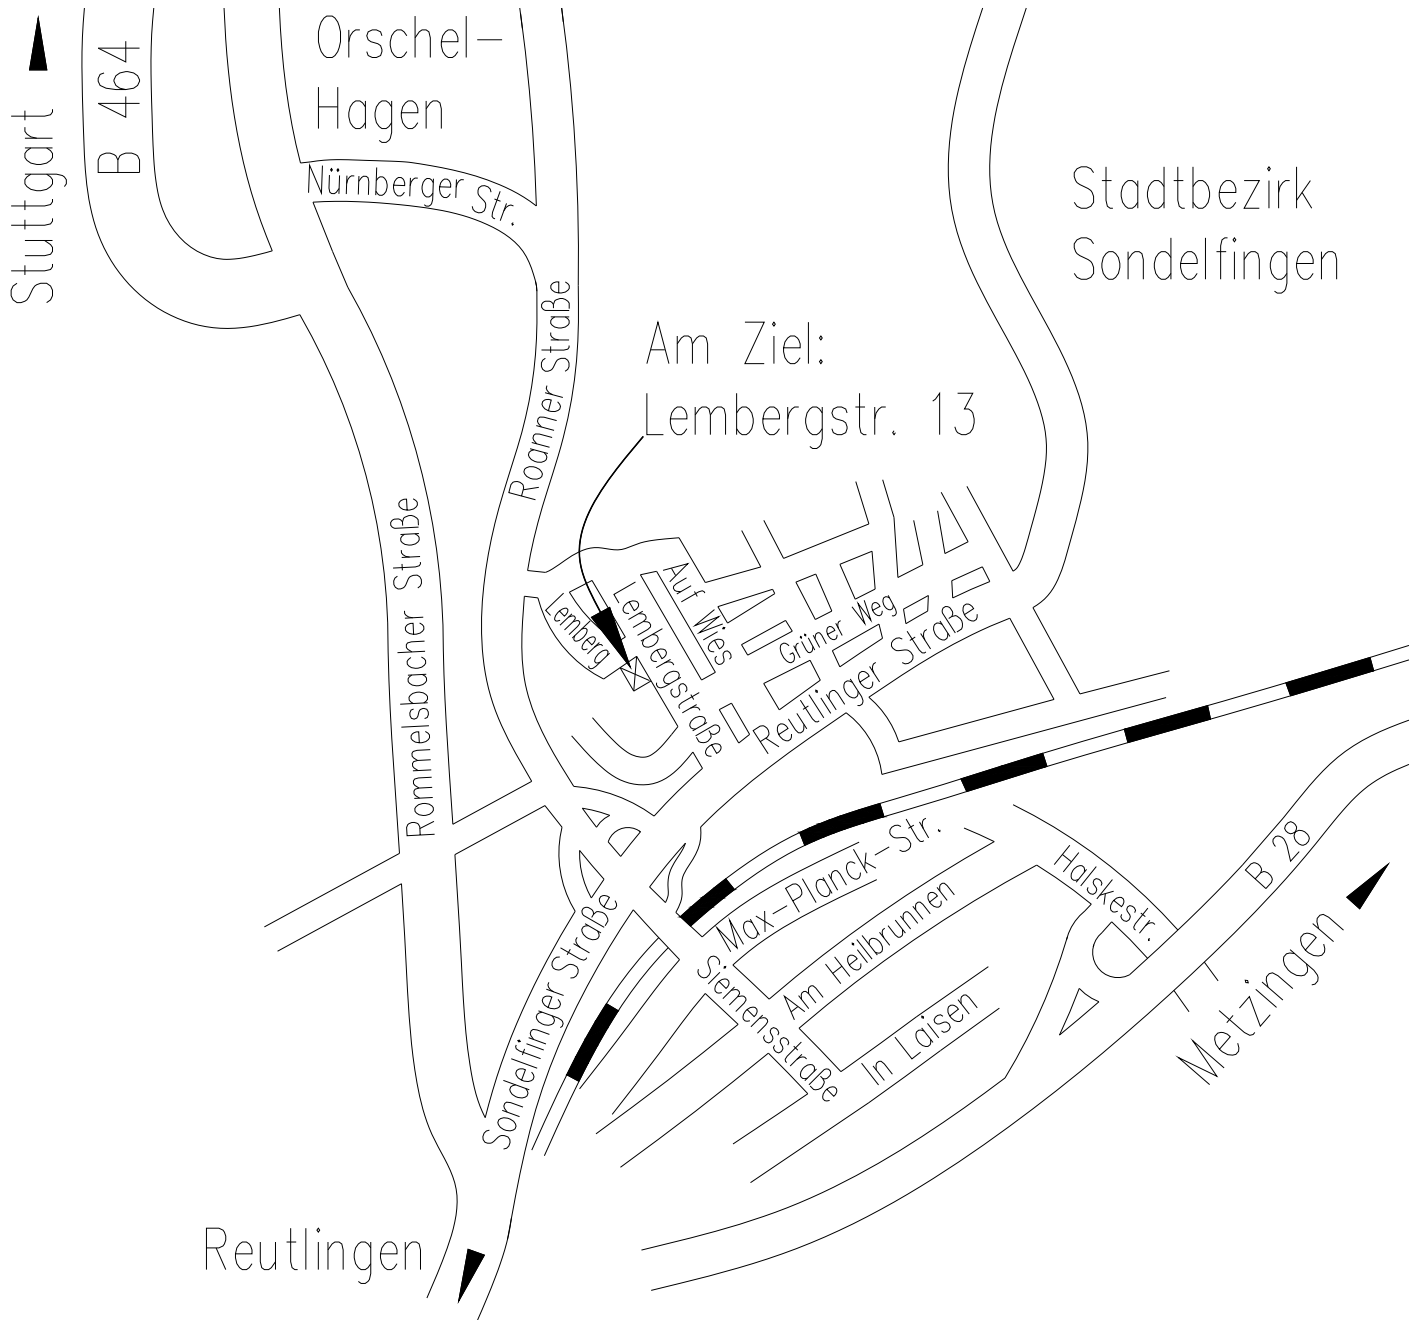 Stuttgart
B 464
Orschel-
Hagen
Nürnberger Str.
Stadtbezirk
Sondelfingen
Roanner Straße
Am Ziel:
Lembergstr. 13
Rommelsbacher Straße
Lemberg
Lembergstraße
Auf Wies
Grüner Weg
Reutlinger Straße
Max-Planck-Str.
Am Heilbrunnen
Halskestr.
B 28
Metzingen
Siemensstraße
In Laisen
Sondelfinger Straße
Reutlingen